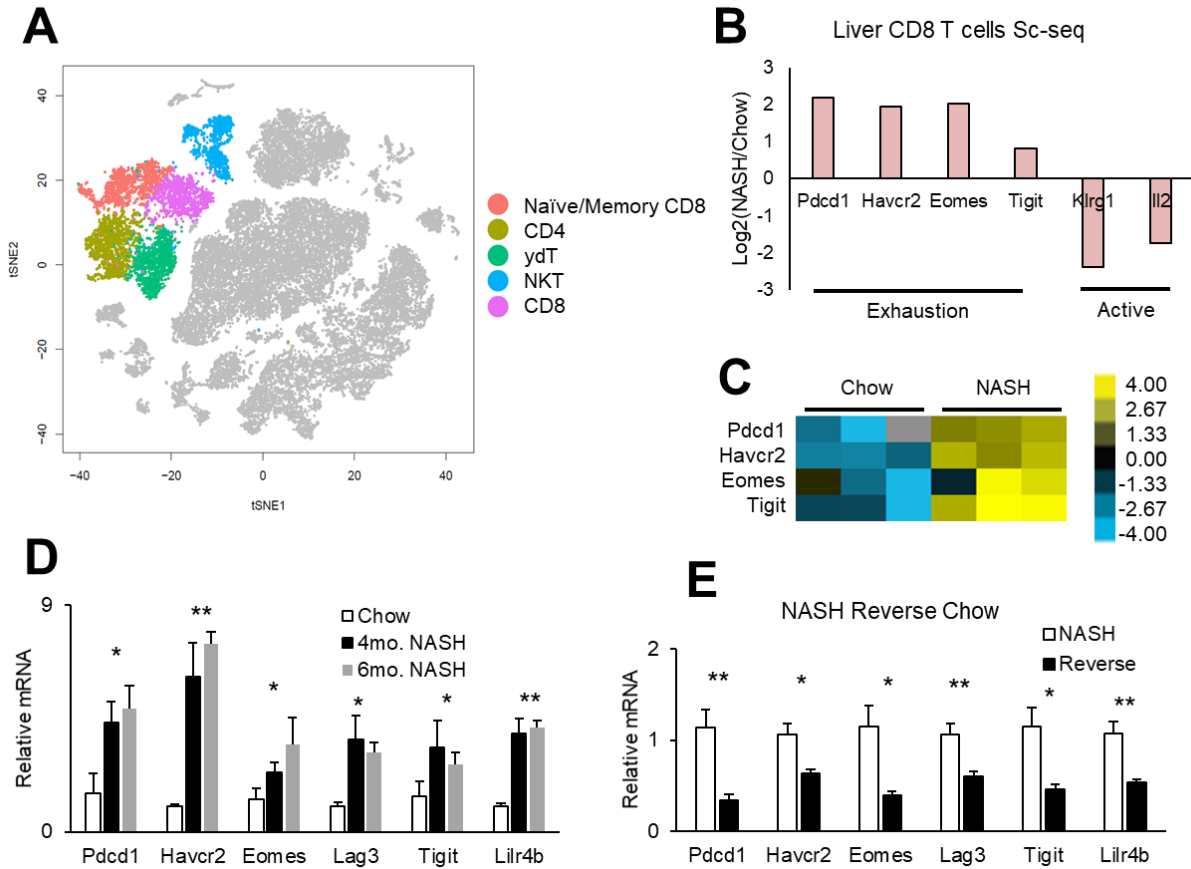 A
40
20
0
−20
−40
tSNE2
−40 −20 0 20 40
tSNE1
Naïve/Memory CD8
CD4
ydT
NKT
CD8
B
Liver CD8 T cells Sc-seq
Log2(NASH/Chow)
3
2
1
0
-1
-2
-3
Pdcd1 Havcr2 Eomes Tigit Klrg1 Il2
Exhaustion Active
C
Chow NASH
Pdcd1
Havcr2
Eomes
Tigit
4.00
2.67
1.33
0.00
-1.33
-2.67
-4.00
D
Relative mRNA
9
0
Chow
4mo. NASH
6mo. NASH
* ** * * * **
Pdcd1 Havcr2 Eomes Lag3 Tigit Lilr4b
E
NASH Reverse Chow
NASH
Reverse
Relative mRNA
2
1
0
** * * ** * **
Pdcd1 Havcr2 Eomes Lag3 Tigit Lilr4b